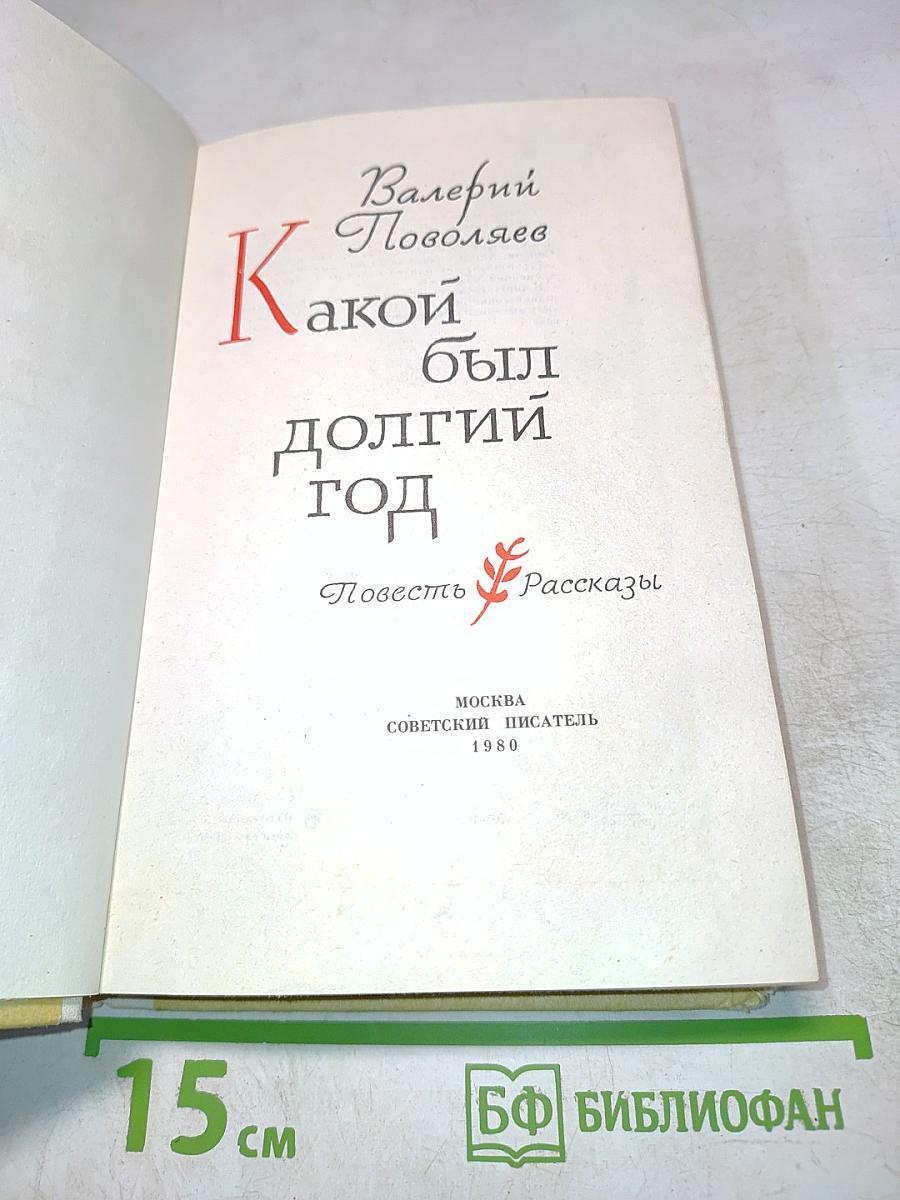 Валерий
Поволяев
Какой
был
долгий
год
Повесть Рассказы
МОСКВА
СОВЕТСКИЙ ПИСАТЕЛЬ
1980
15 см
БФ БИБЛИОФАН